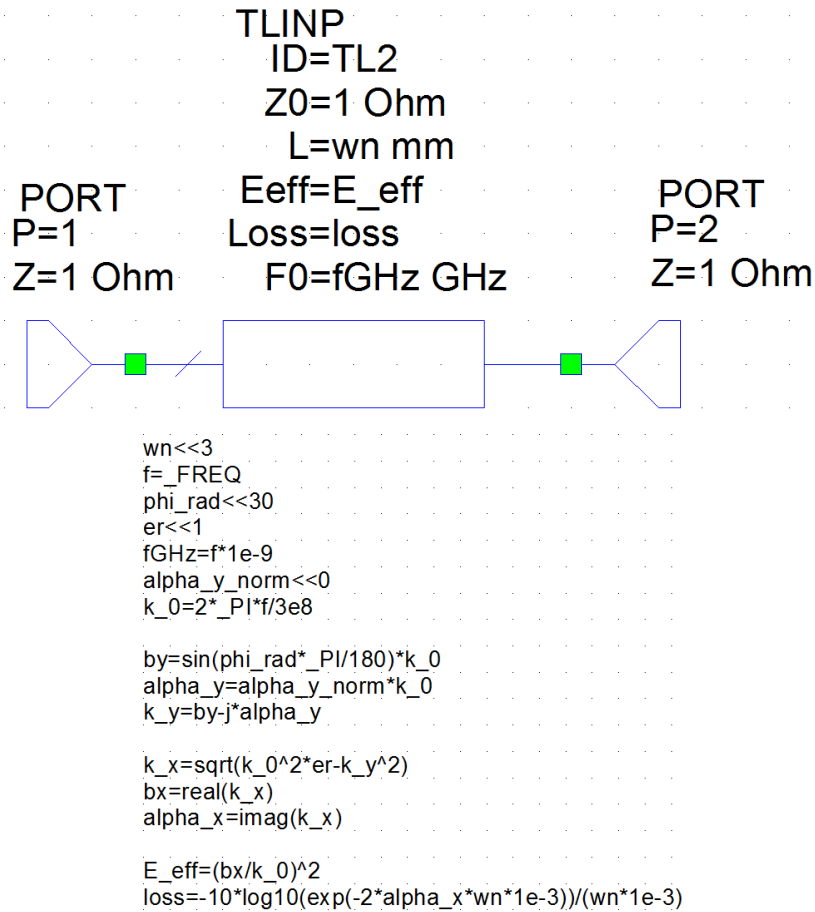 TLINP
ID=TL2
Z0=1 Ohm
L=wn mm
Eeff=E_eff
Loss=loss
F0=fGHz GHz
PORT
P=1
Z=1 Ohm
PORT
P=2
Z=1 Ohm
wn<<3
f=_FREQ
phi_rad<<30
er<<1
fGHz=f*1e-9
alpha_y_norm<<0
k_0=2*_PI*f/3e8
by=sin(phi_rad*_PI/180)*k_0
alpha_y=alpha_y_norm*k_0
k_y=by-j*alpha_y
k_x=sqrt(k_0^2*er-k_y^2)
bx=real(k_x)
alpha_x=imag(k_x)
E_eff=(bx/k_0)^2
loss=-10*log10(exp(-2*alpha_x*wn*1e-3))/(wn*1e-3)